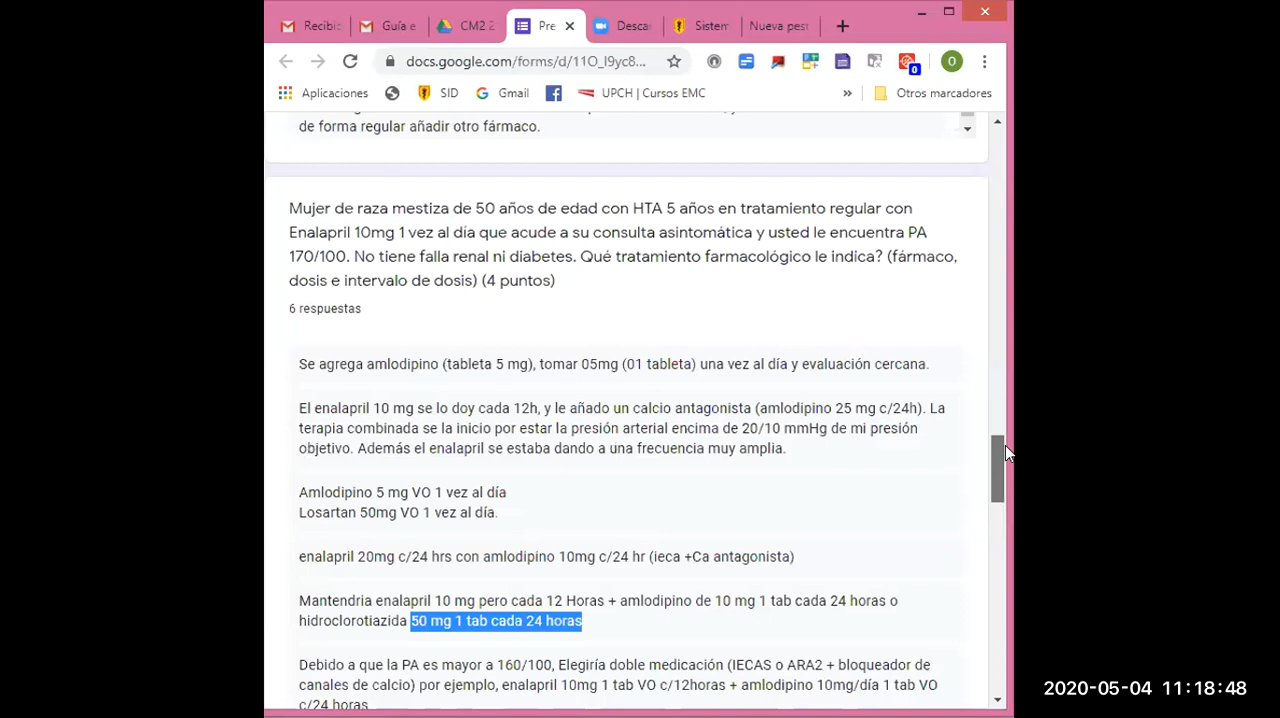 Recibi
Guía e
CM2 2
Pre
Desca
Sistem
Nueva pest
docs.google.com/forms/d/11O_I9yc8...
0
O
Aplicaciones
SID
Gmail
UPCH | Cursos EMC
»
Otros marcadores
de forma regular añadir otro fármaco.
Mujer de raza mestiza de 50 años de edad con HTA 5 años en tratamiento regular con
Enalapril 10mg 1 vez al día que acude a su consulta asintomática y usted le encuentra PA
170/100. No tiene falla renal ni diabetes. Qué tratamiento farmacológico le indica? (fármaco,
dosis e intervalo de dosis) (4 puntos)
6 respuestas
Se agrega amlodipino (tableta 5 mg), tomar 05mg (01 tableta) una vez al día y evaluación cercana.
El enalapril 10 mg se lo doy cada 12h, y le añado un calcio antagonista (amlodipino 25 mg c/24h). La
terapia combinada se la inicio por estar la presión arterial encima de 20/10 mmHg de mi presión
objetivo. Además el enalapril se estaba dando a una frecuencia muy amplia.
Amlodipino 5 mg VO 1 vez al día
Losartan 50mg VO 1 vez al día.
enalapril 20mg c/24 hrs con amlodipino 10mg c/24 hr (ieca +Ca antagonista)
Mantendria enalapril 10 mg pero cada 12 Horas + amlodipino de 10 mg 1 tab cada 24 horas o
hidroclorotiazida 50 mg 1 tab cada 24 horas
Debido a que la PA es mayor a 160/100, Elegiría doble medicación (IECAS o ARA2 + bloqueador de
canales de calcio) por ejemplo, enalapril 10mg 1 tab VO c/12horas + amlodipino 10mg/día 1 tab VO
c/24 horas
2020-05-04 11:18:48